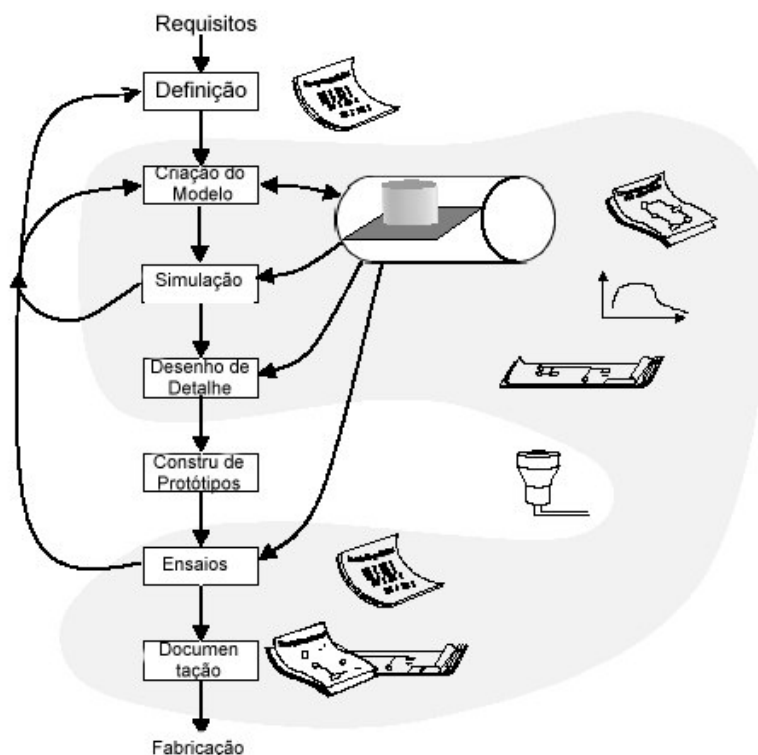 Requisitos
Definição
Criação do
Modelo
Simulação
Desenho de
Detalhe
Constru de
Protótipos
Ensaios
Documen
tação
Fabricação